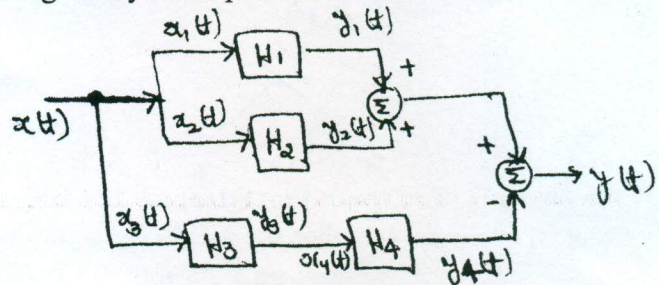 x₁(t) H₁ y₁(t)
+
x(t) x₂(t) H₂ y₂(t) Σ +
+ Σ y(t)
-
x₃(t) H₃ y₃(t) x₄(t) H₄ y₄(t)